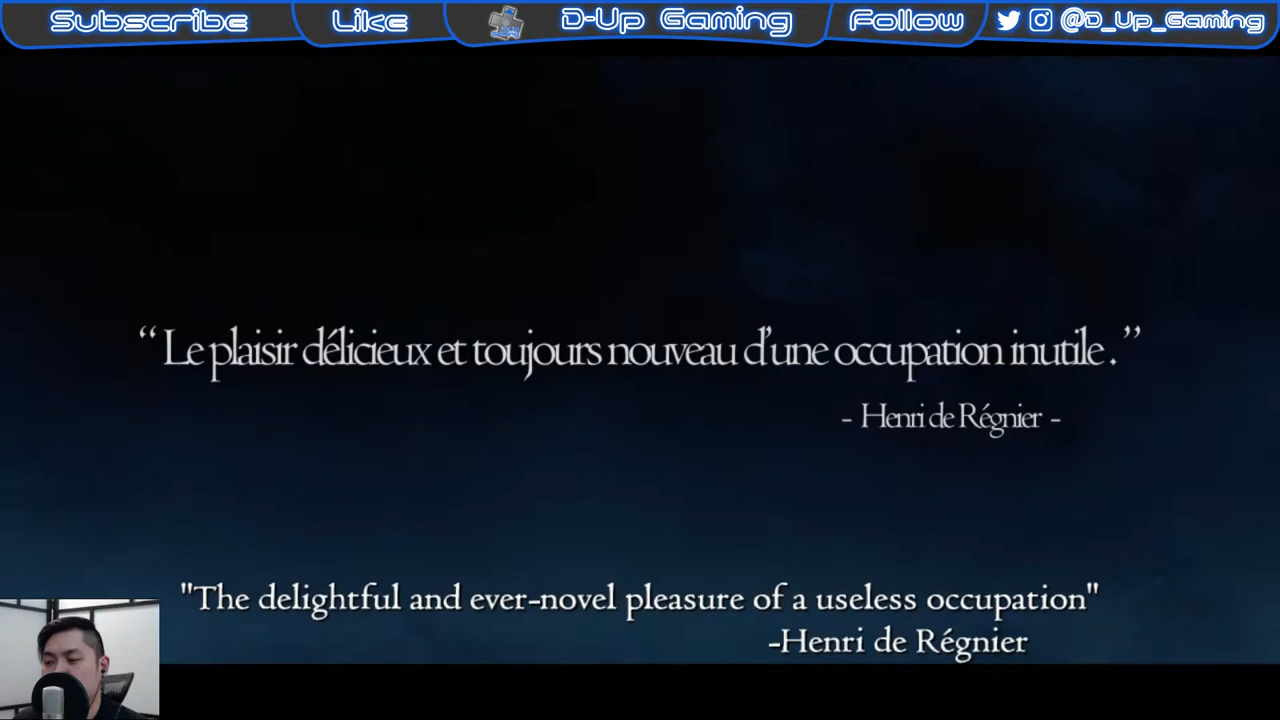 Subscribe Like D-Up Gaming Follow @D_Up_Gaming
“Le plaisir délicieux et toujours nouveau d’une occupation inutile.”
- Henri de Régnier -
"The delightful and ever-novel pleasure of a useless occupation"
-Henri de Régnier